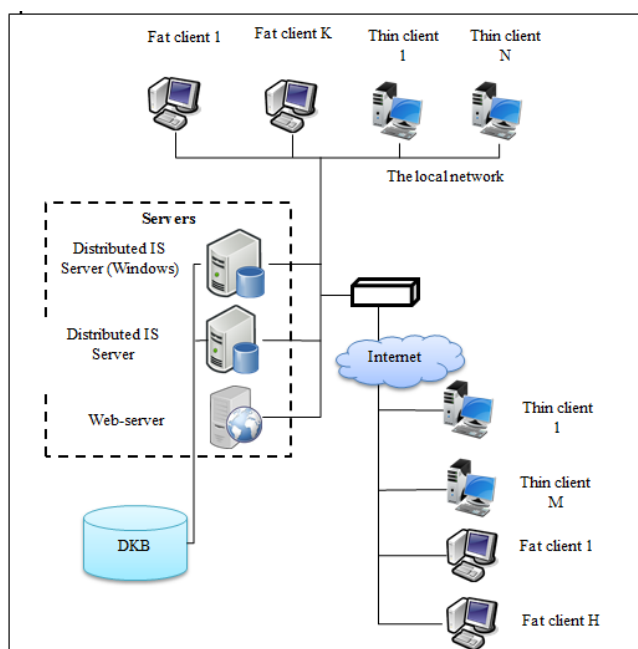 Fat client 1
Fat client K
Thin client
1
Thin client
N
The local network
Servers
Distributed IS
Server (Windows)
Distributed IS
Server
Web-server
DKB
Internet
Thin client
1
Thin client
M
Fat client 1
Fat client H